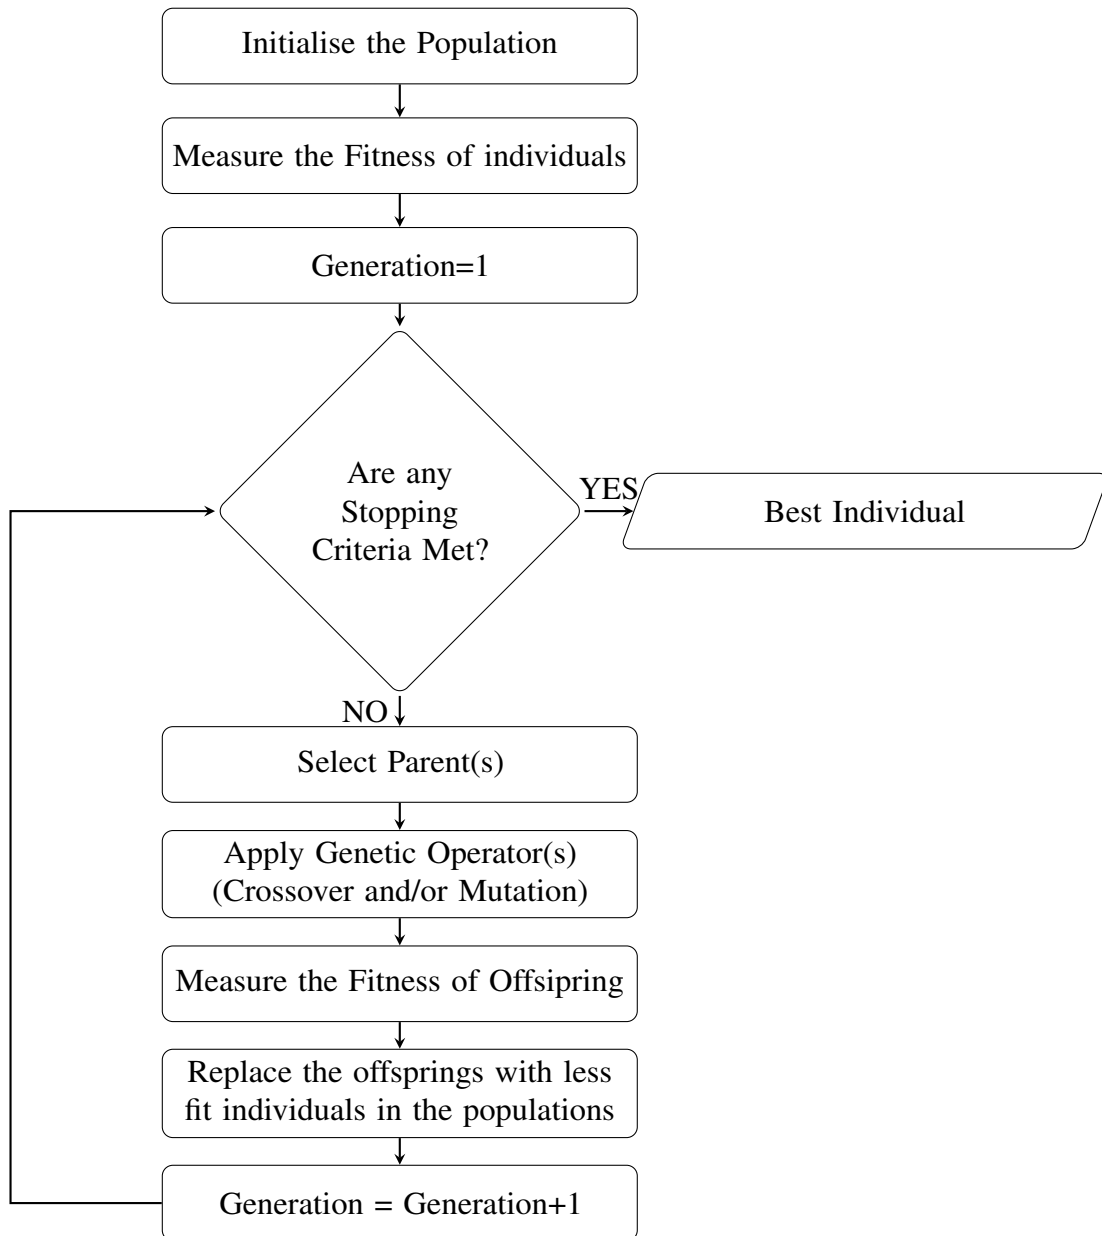 Initialise the Population
Measure the Fitness of individuals
Generation=1
Are any
Stopping
Criteria Met?
YES
Best Individual
NO
Select Parent(s)
Apply Genetic Operator(s)
(Crossover and/or Mutation)
Measure the Fitness of Offsipring
Replace the offsprings with less
fit individuals in the populations
Generation = Generation+1